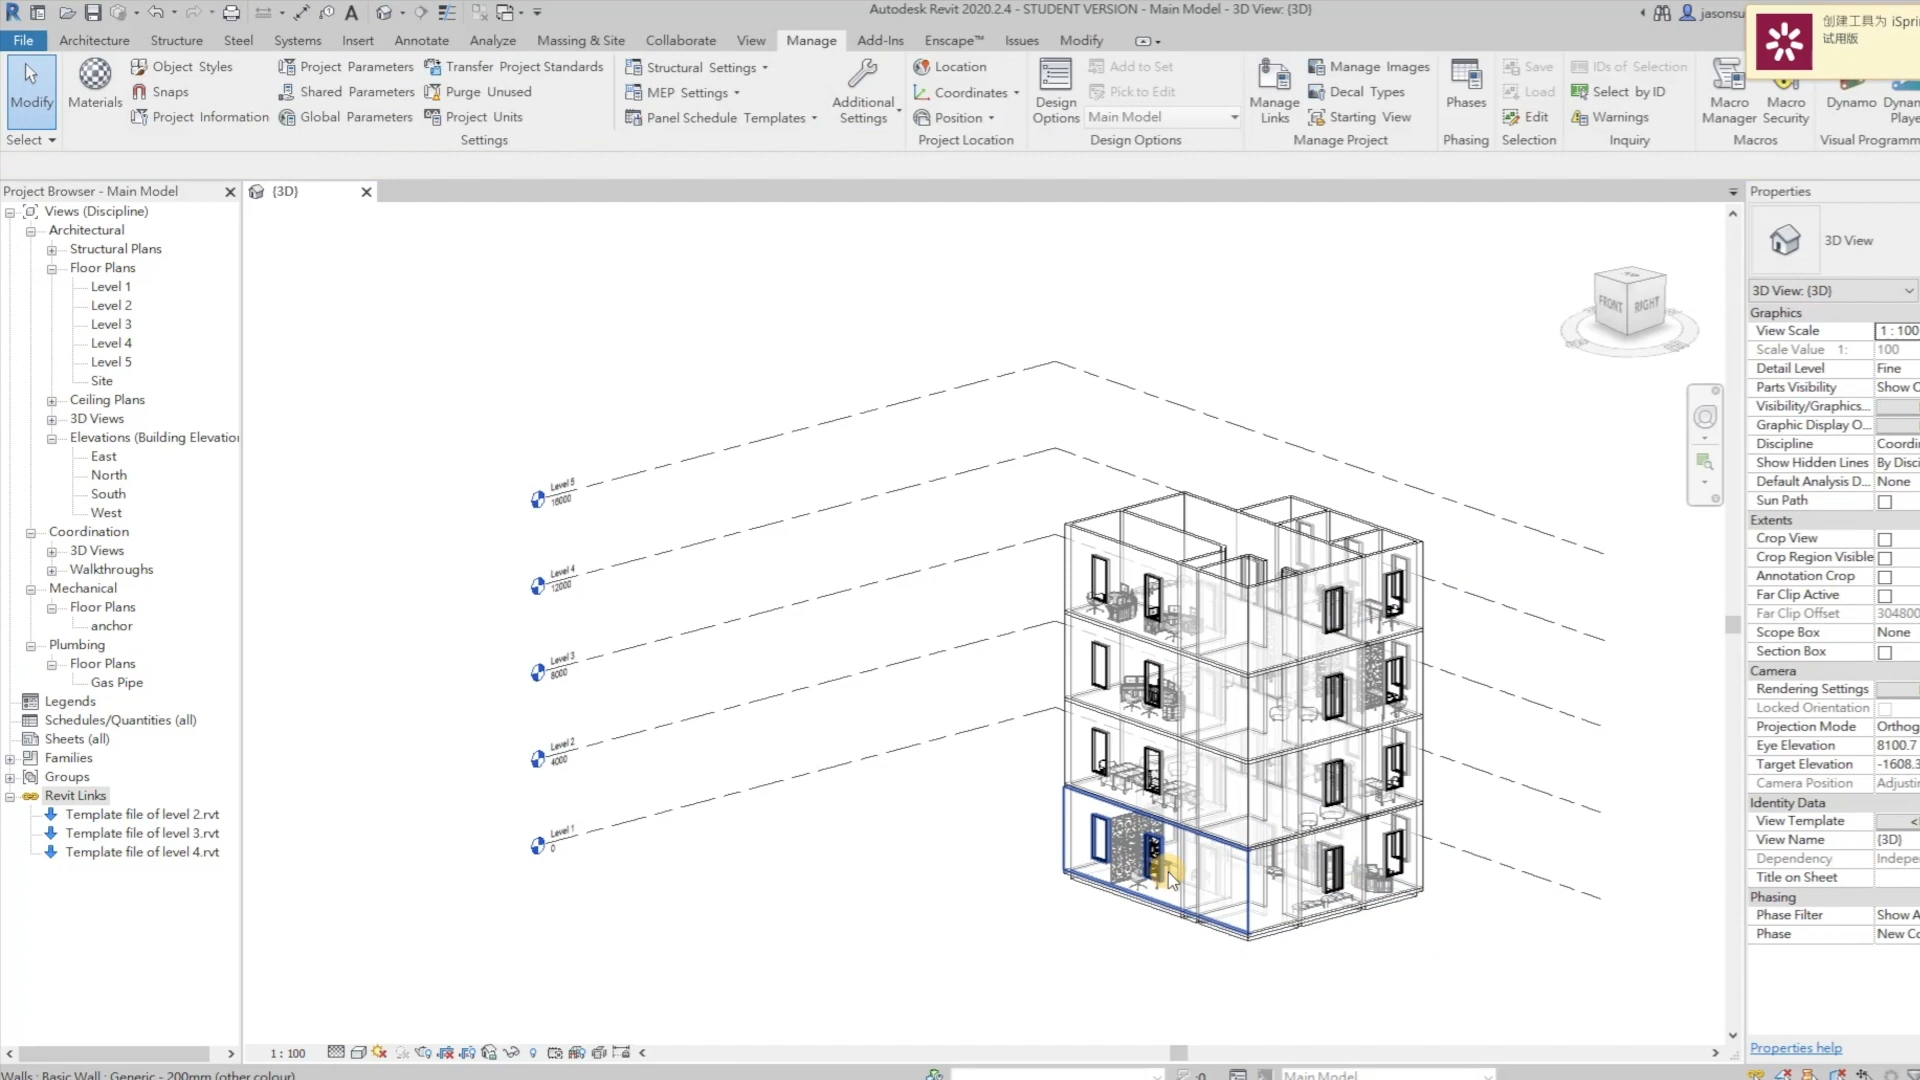 Autodesk Revit 2020.2.4 - STUDENT VERSION - Main Model - 3D View: {3D}
jasonsu
创建工具为 iSpri
试用版
File Architecture Structure Steel Systems Insert Annotate Analyze Massing & Site Collaborate View Manage Add-Ins Enscape™ Issues Modify
Modify
Select
Materials
Object Styles
Snaps
Project Information
Project Parameters
Shared Parameters
Global Parameters
Transfer Project Standards
Purge Unused
Project Units
Settings
Structural Settings
MEP Settings
Panel Schedule Templates
Additional
Settings
Location
Coordinates
Position
Project Location
Design
Options
Add to Set
Pick to Edit
Main Model
Design Options
Manage
Links
Manage Images
Decal Types
Starting View
Manage Project
Phases
Phasing
Save
Load
Edit
Selection
IDs of Selection
Select by ID
Warnings
Inquiry
Macro
Manager
Macro
Security
Macros
Dynamo
Dynam
Playe
Visual Programm
Project Browser - Main Model
Views (Discipline)
Architectural
Structural Plans
Floor Plans
Level 1
Level 2
Level 3
Level 4
Level 5
Site
Ceiling Plans
3D Views
Elevations (Building Elevatio
East
North
South
West
Coordination
3D Views
Walkthroughs
Mechanical
Floor Plans
anchor
Plumbing
Floor Plans
Gas Pipe
Legends
Schedules/Quantities (all)
Sheets (all)
Families
Groups
Revit Links
Template file of level 2.rvt
Template file of level 3.rvt
Template file of level 4.rvt
{3D}
Level 5
16000
Level 4
12000
Level 3
8000
Level 2
4000
Level 1
0
FRONT RIGHT
Properties
3D View
3D View: {3D}
Graphics
View Scale 1 : 100
Scale Value 1: 100
Detail Level Fine
Parts Visibility Show O
Visibility/Graphics...
Graphic Display O...
Discipline Coordi
Show Hidden Lines By Disci
Default Analysis D... None
Sun Path
Extents
Crop View
Crop Region Visible
Annotation Crop
Far Clip Active
Far Clip Offset 304800
Scope Box None
Section Box
Camera
Rendering Settings
Locked Orientation
Projection Mode Orthog
Eye Elevation 8100.7
Target Elevation -1608.3
Camera Position Adjustin
Identity Data
View Template <
View Name {3D}
Dependency Indepen
Title on Sheet
Phasing
Phase Filter Show A
Phase New Co
Properties help
1 : 100
Walls : Basic Wall : Generic - 200mm (other colour)
:0
Main Model